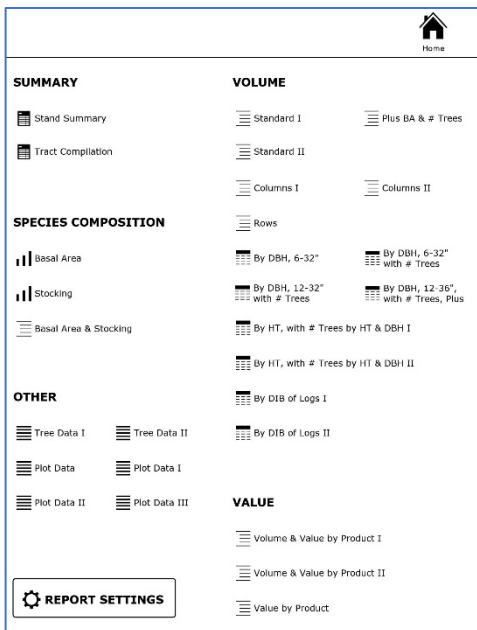 Home
SUMMARY
Stand Summary
Tract Compilation
SPECIES COMPOSITION
Basal Area
Stocking
Basal Area & Stocking
OTHER
Tree Data I
Tree Data II
Plot Data
Plot Data I
Plot Data II
Plot Data III
REPORT SETTINGS
VOLUME
Standard I
Plus BA & # Trees
Standard II
Columns I
Columns II
Rows
By DBH, 6-32"
By DBH, 6-32"
with # Trees
By DBH, 12-32"
with # Trees
By DBH, 12-36",
with # Trees, Plus
By HT, with # Trees by HT & DBH I
By HT, with # Trees by HT & DBH II
By DIB of Logs I
By DIB of Logs II
VALUE
Volume & Value by Product I
Volume & Value by Product II
Value by Product